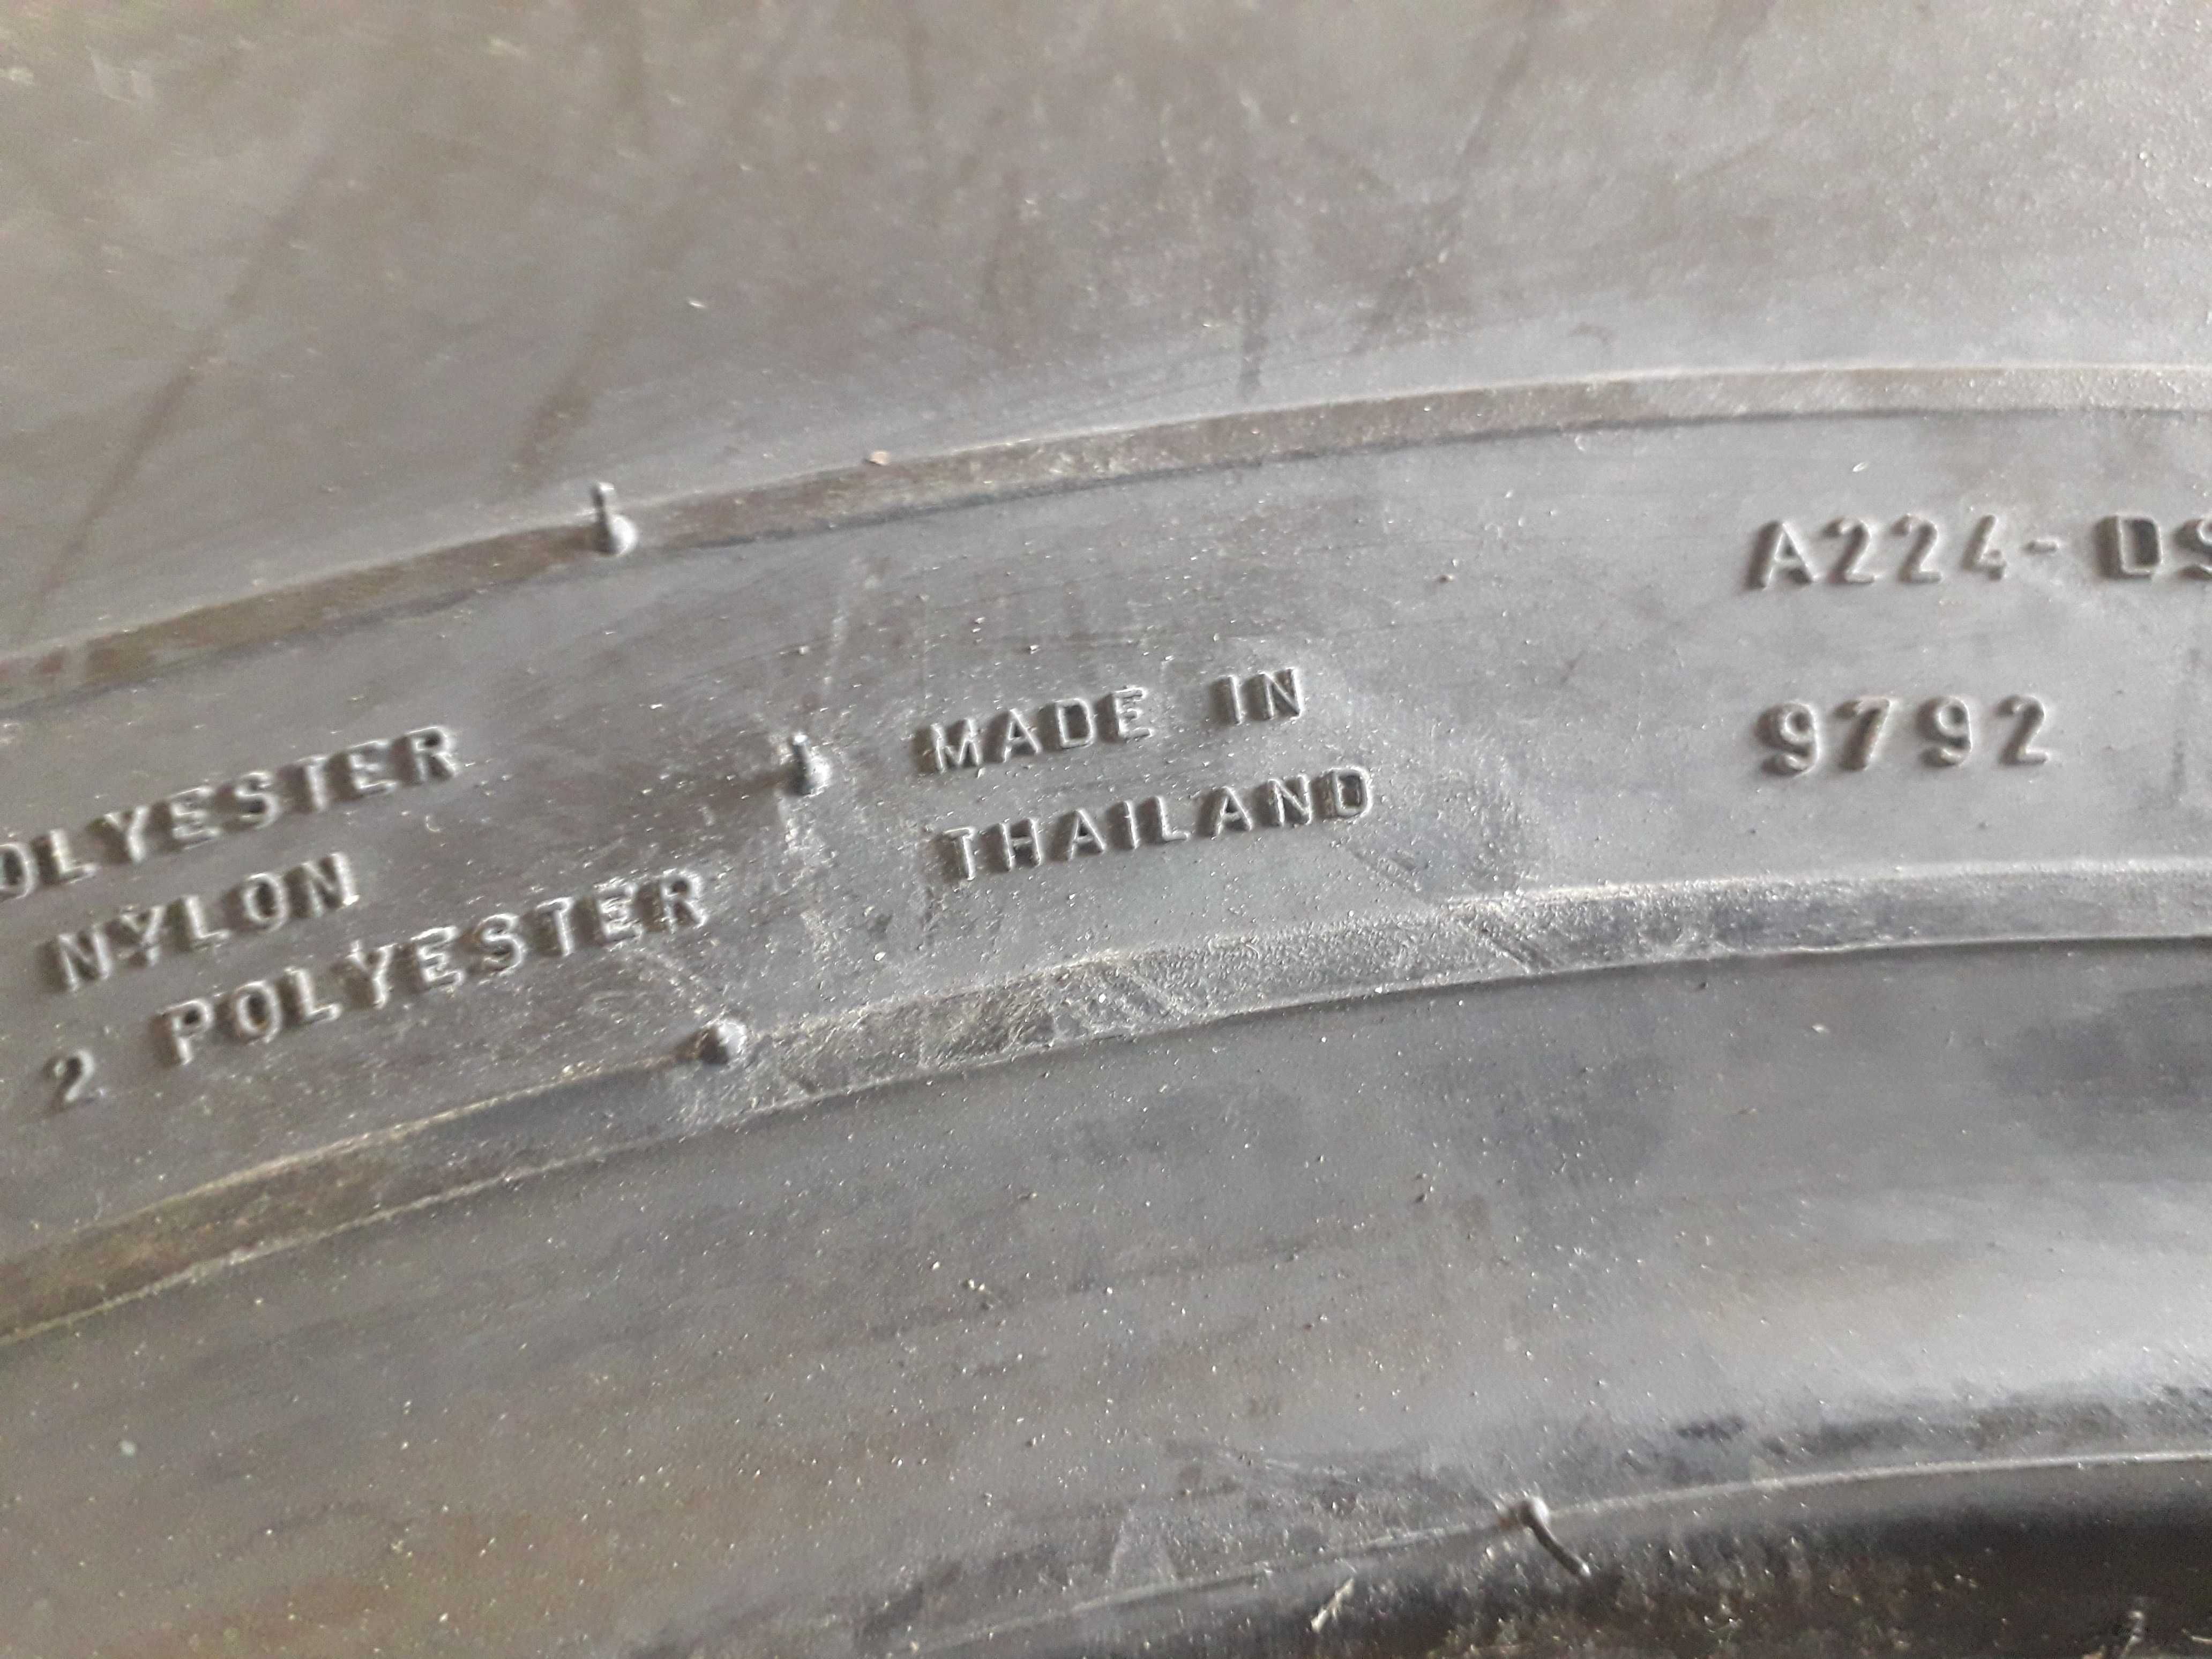 OLYESTER
NYLON
2 POLYESTER
MADE IN
THAILAND
A224-DS
9792